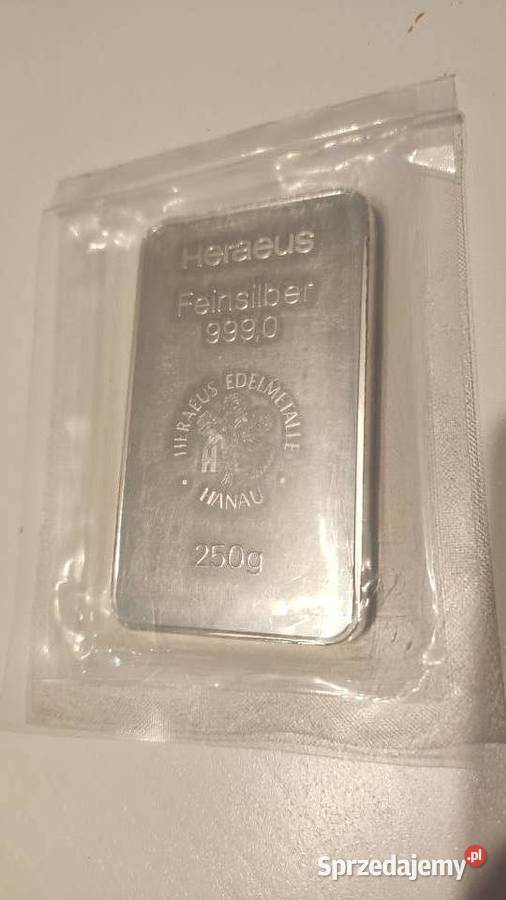 Heraeus
Feinsilber
999,0
HERAEUS EDELMETALLE
· HANAU ·
H
250g
Sprzedajemy.pl